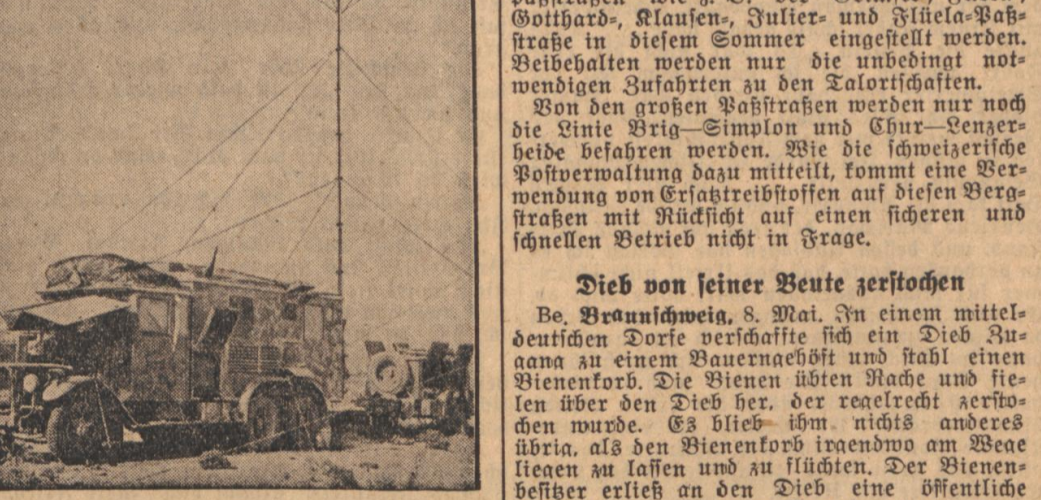 Gotthard-, Klausen-, Julier- und Flüela-Paß-
straße in diesem Sommer eingestellt werden.
Beibehalten werden nur die unbedingt not-
wendigen Zufahrten zu den Talortschaften.
Von den großen Paßstraßen werden nur noch
die Linie Brig—Simplon und Chur—Lenzer-
heide befahren werden. Wie die schweizerische
Postverwaltung dazu mitteilt, kommt eine Ver-
wendung von Ersatztreibstoffen auf diesen Berg-
straßen mit Rücksicht auf einen sicheren und
schnellen Betrieb nicht in Frage.
Dieb von seiner Beute zerstochen
Be. Braunschweig, 8. Mai. In einem mittel-
deutschen Dorfe verschaffte sich ein Dieb Zu-
gang zu einem Bauerngehöft und stahl einen
Bienenkorb. Die Bienen übten Rache und fie-
len über den Dieb her, der regelrecht zersto-
chen wurde. Es blieb ihm nichts anderes
übrig, als den Bienenkorb irgendwo am Wege
liegen zu lassen und zu flüchten. Der Bienen-
besitzer erließ an den Dieb eine öffentliche